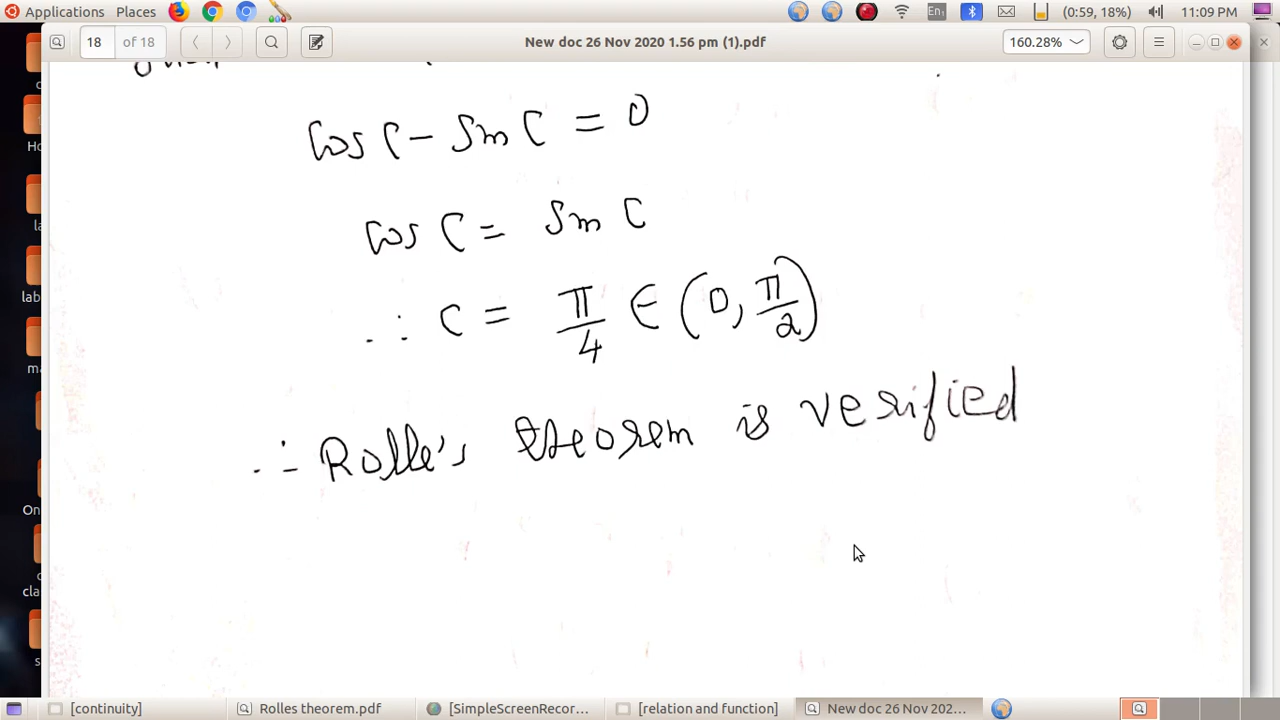 Applications Places En₁ (0:59, 18%) 11:09 PM
18 of 18 New doc 26 Nov 2020 1.56 pm (1).pdf 160.28%
cos C - sin C = 0
cos C = sin C
∴ C = π/4 ∈ (0, π/2)
∴ Rolle's theorem is verified
[continuity] Rolles theorem.pdf [SimpleScreenRecor... [relation and function] New doc 26 Nov 202...